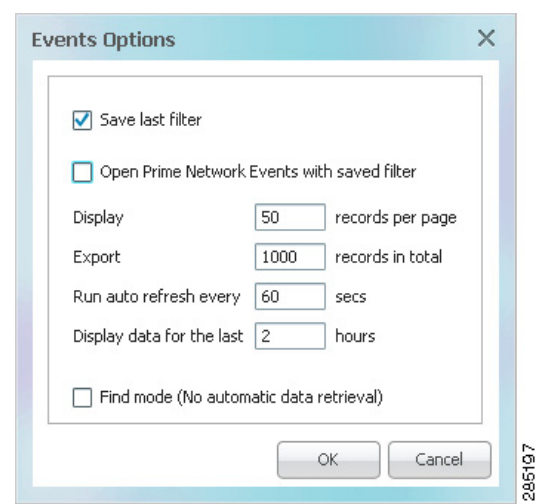 Events Options
Save last filter
Open Prime Network Events with saved filter
Display 50 records per page
Export 1000 records in total
Run auto refresh every 60 secs
Display data for the last 2 hours
Find mode (No automatic data retrieval)
OK Cancel
285197